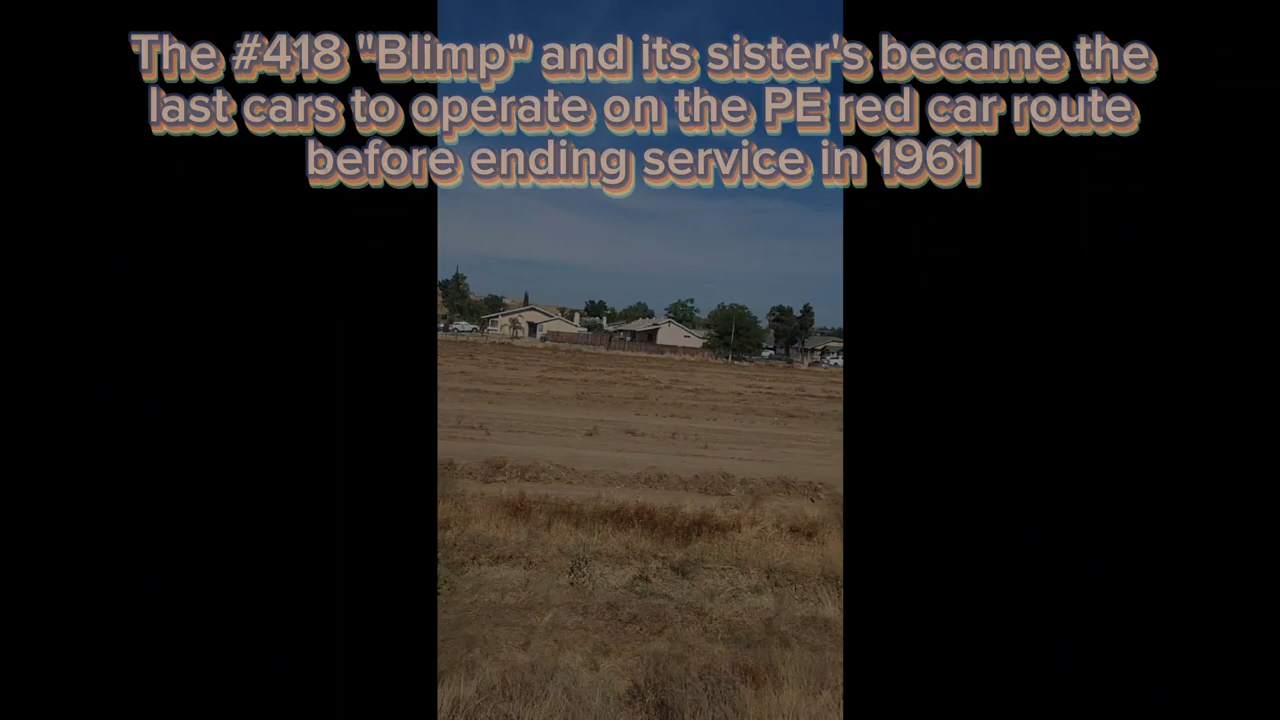 The #418 "Blimp" and its sister's became the
last cars to operate on the PE red car route
before ending service in 1961